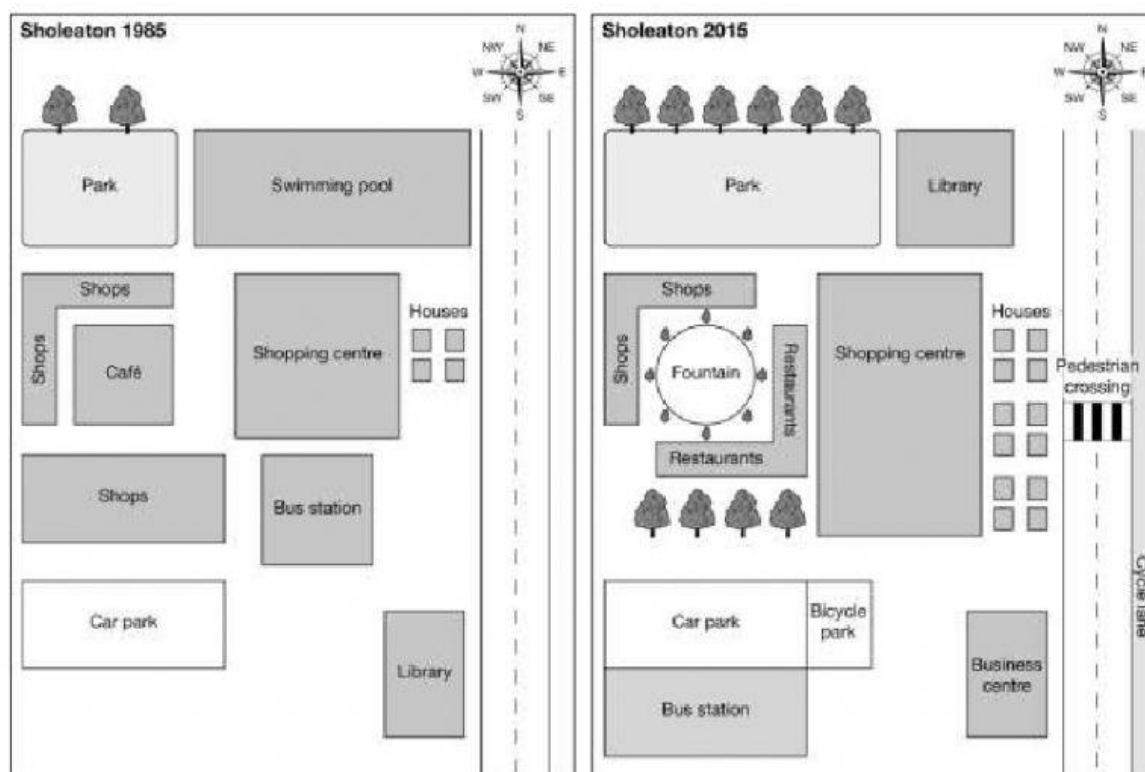 Sholeaton 1985
N
NW
NE
W
E
SW
SE
S
Park
Swimming pool
Shops
Shops
Café
Shopping centre
Houses
Shops
Bus station
Car park
Library
Sholeaton 2015
N
NW
NE
W
E
SW
SE
S
Park
Library
Shops
Shops
Fountain
Restaurants
Restaurants
Shopping centre
Houses
Pedestrian
crossing
Car park
Bicycle
park
Bus station
Business
centre
Cycle lane